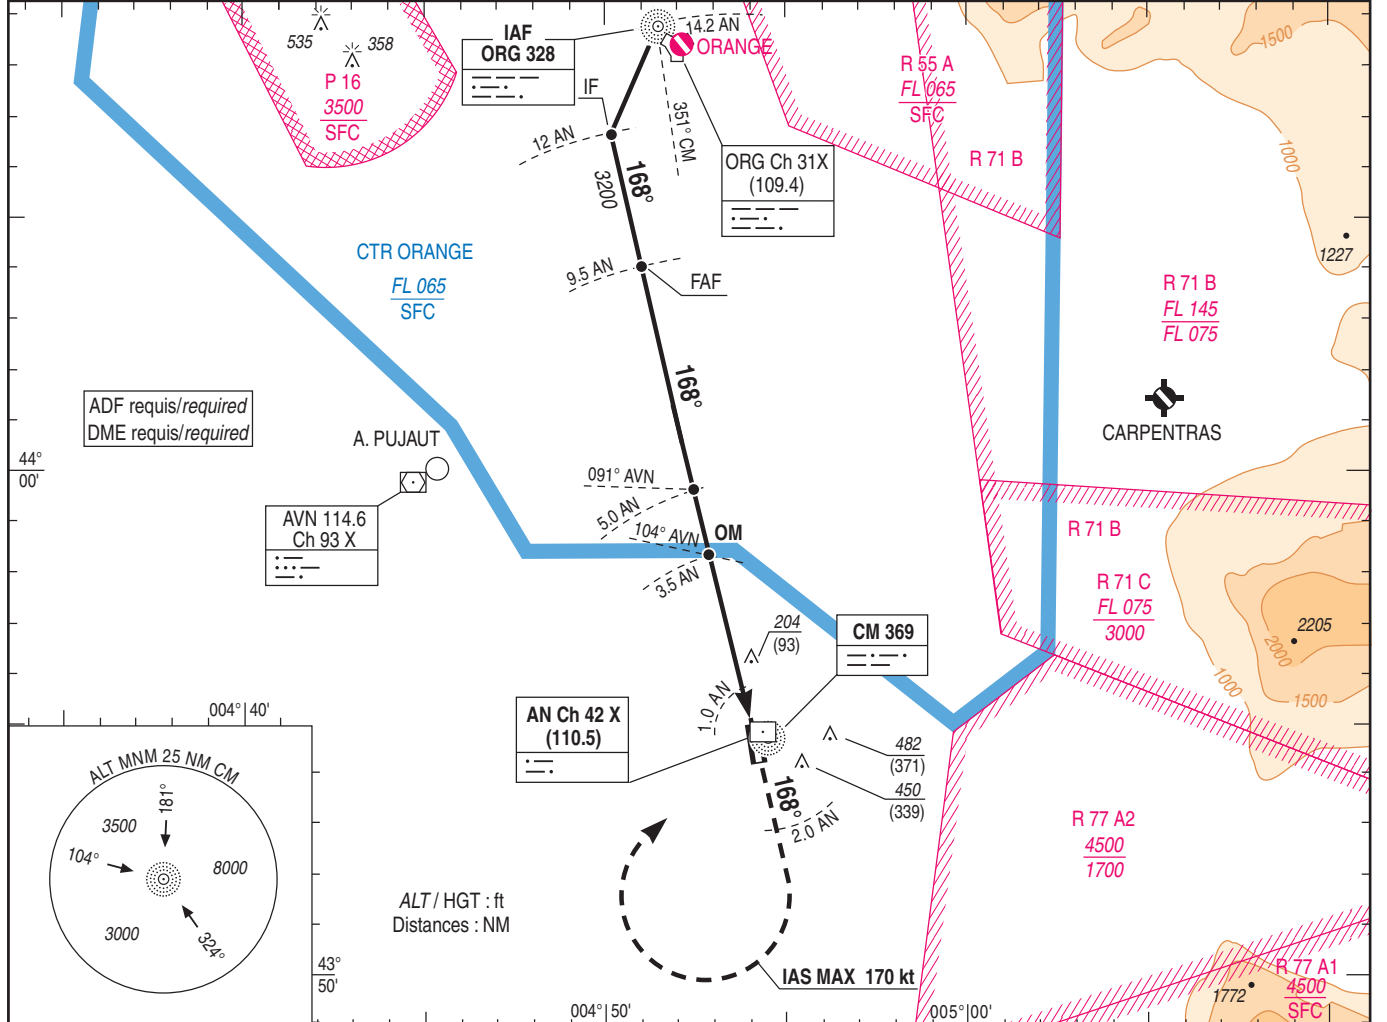 535
358
P 16
3500
SFC
IAF
ORG 328
IF
14.2 AN
ORANGE
351° CM
12 AN
3200
168°
ORG Ch 31X
(109.4)
R 55 A
FL 065
SFC
R 71 B
1500
1000
1227
CTR ORANGE
FL 065
SFC
9.5 AN
FAF
R 71 B
FL 145
FL 075
168°
ADF requis/required
DME requis/required
A. PUJAUT
CARPENTRAS
44°
00'
091° AVN
5.0 AN
AVN 114.6
Ch 93 X
104° AVN
OM
3.5 AN
R 71 B
R 71 C
FL 075
3000
2205
2000
1500
1000
204
(93)
CM 369
1.0 AN
AN Ch 42 X
(110.5)
482
(371)
450
(339)
168°
2.0 AN
004° 40'
ALT MNM 25 NM CM
181°
3500
104°
8000
3000
324°
R 77 A2
4500
1700
ALT / HGT : ft
Distances : NM
IAS MAX 170 kt
43°
50'
004° 50'
005° 00'
1772
R 77 A1
4500
SFC